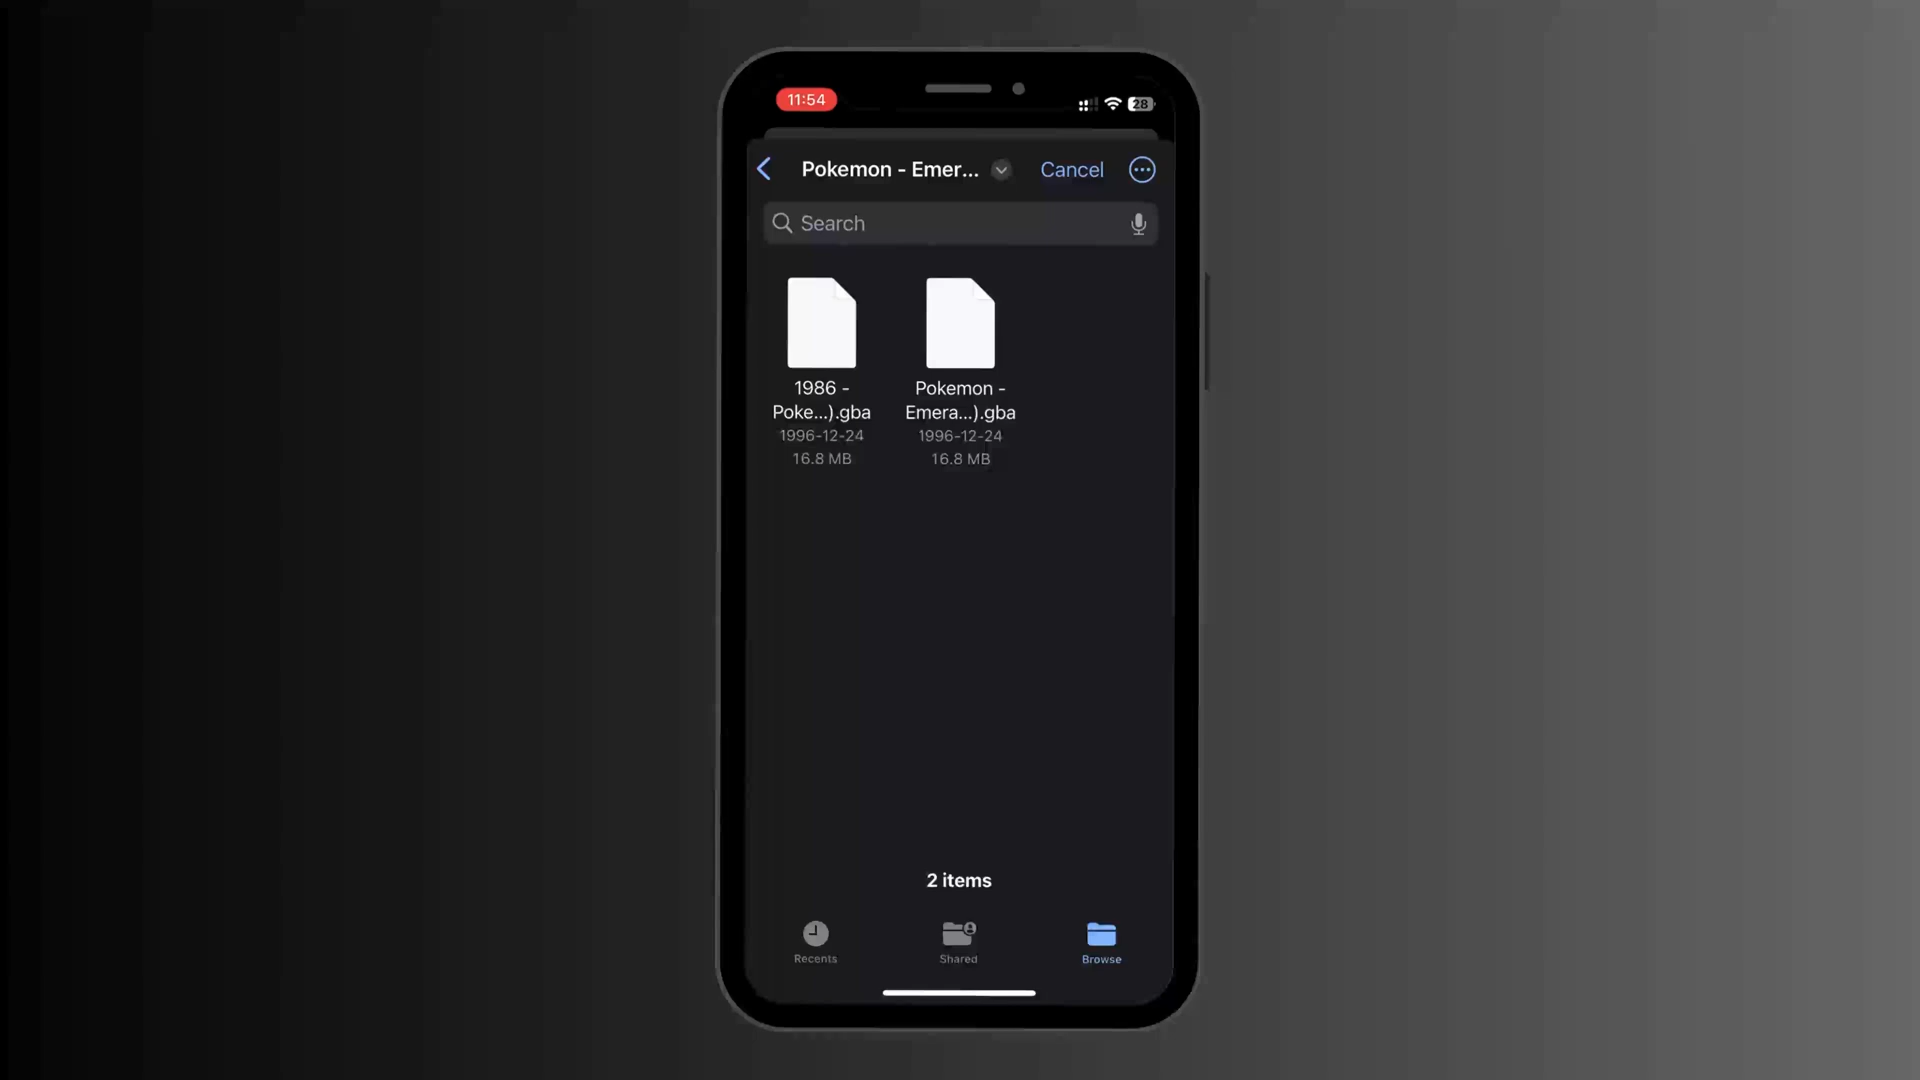 11:54
28
Pokemon - Emer...
Cancel
Search
1986 -
Poke...).gba
1996-12-24
16.8 MB
Pokemon -
Emera...).gba
1996-12-24
16.8 MB
2 items
Recents
Shared
Browse